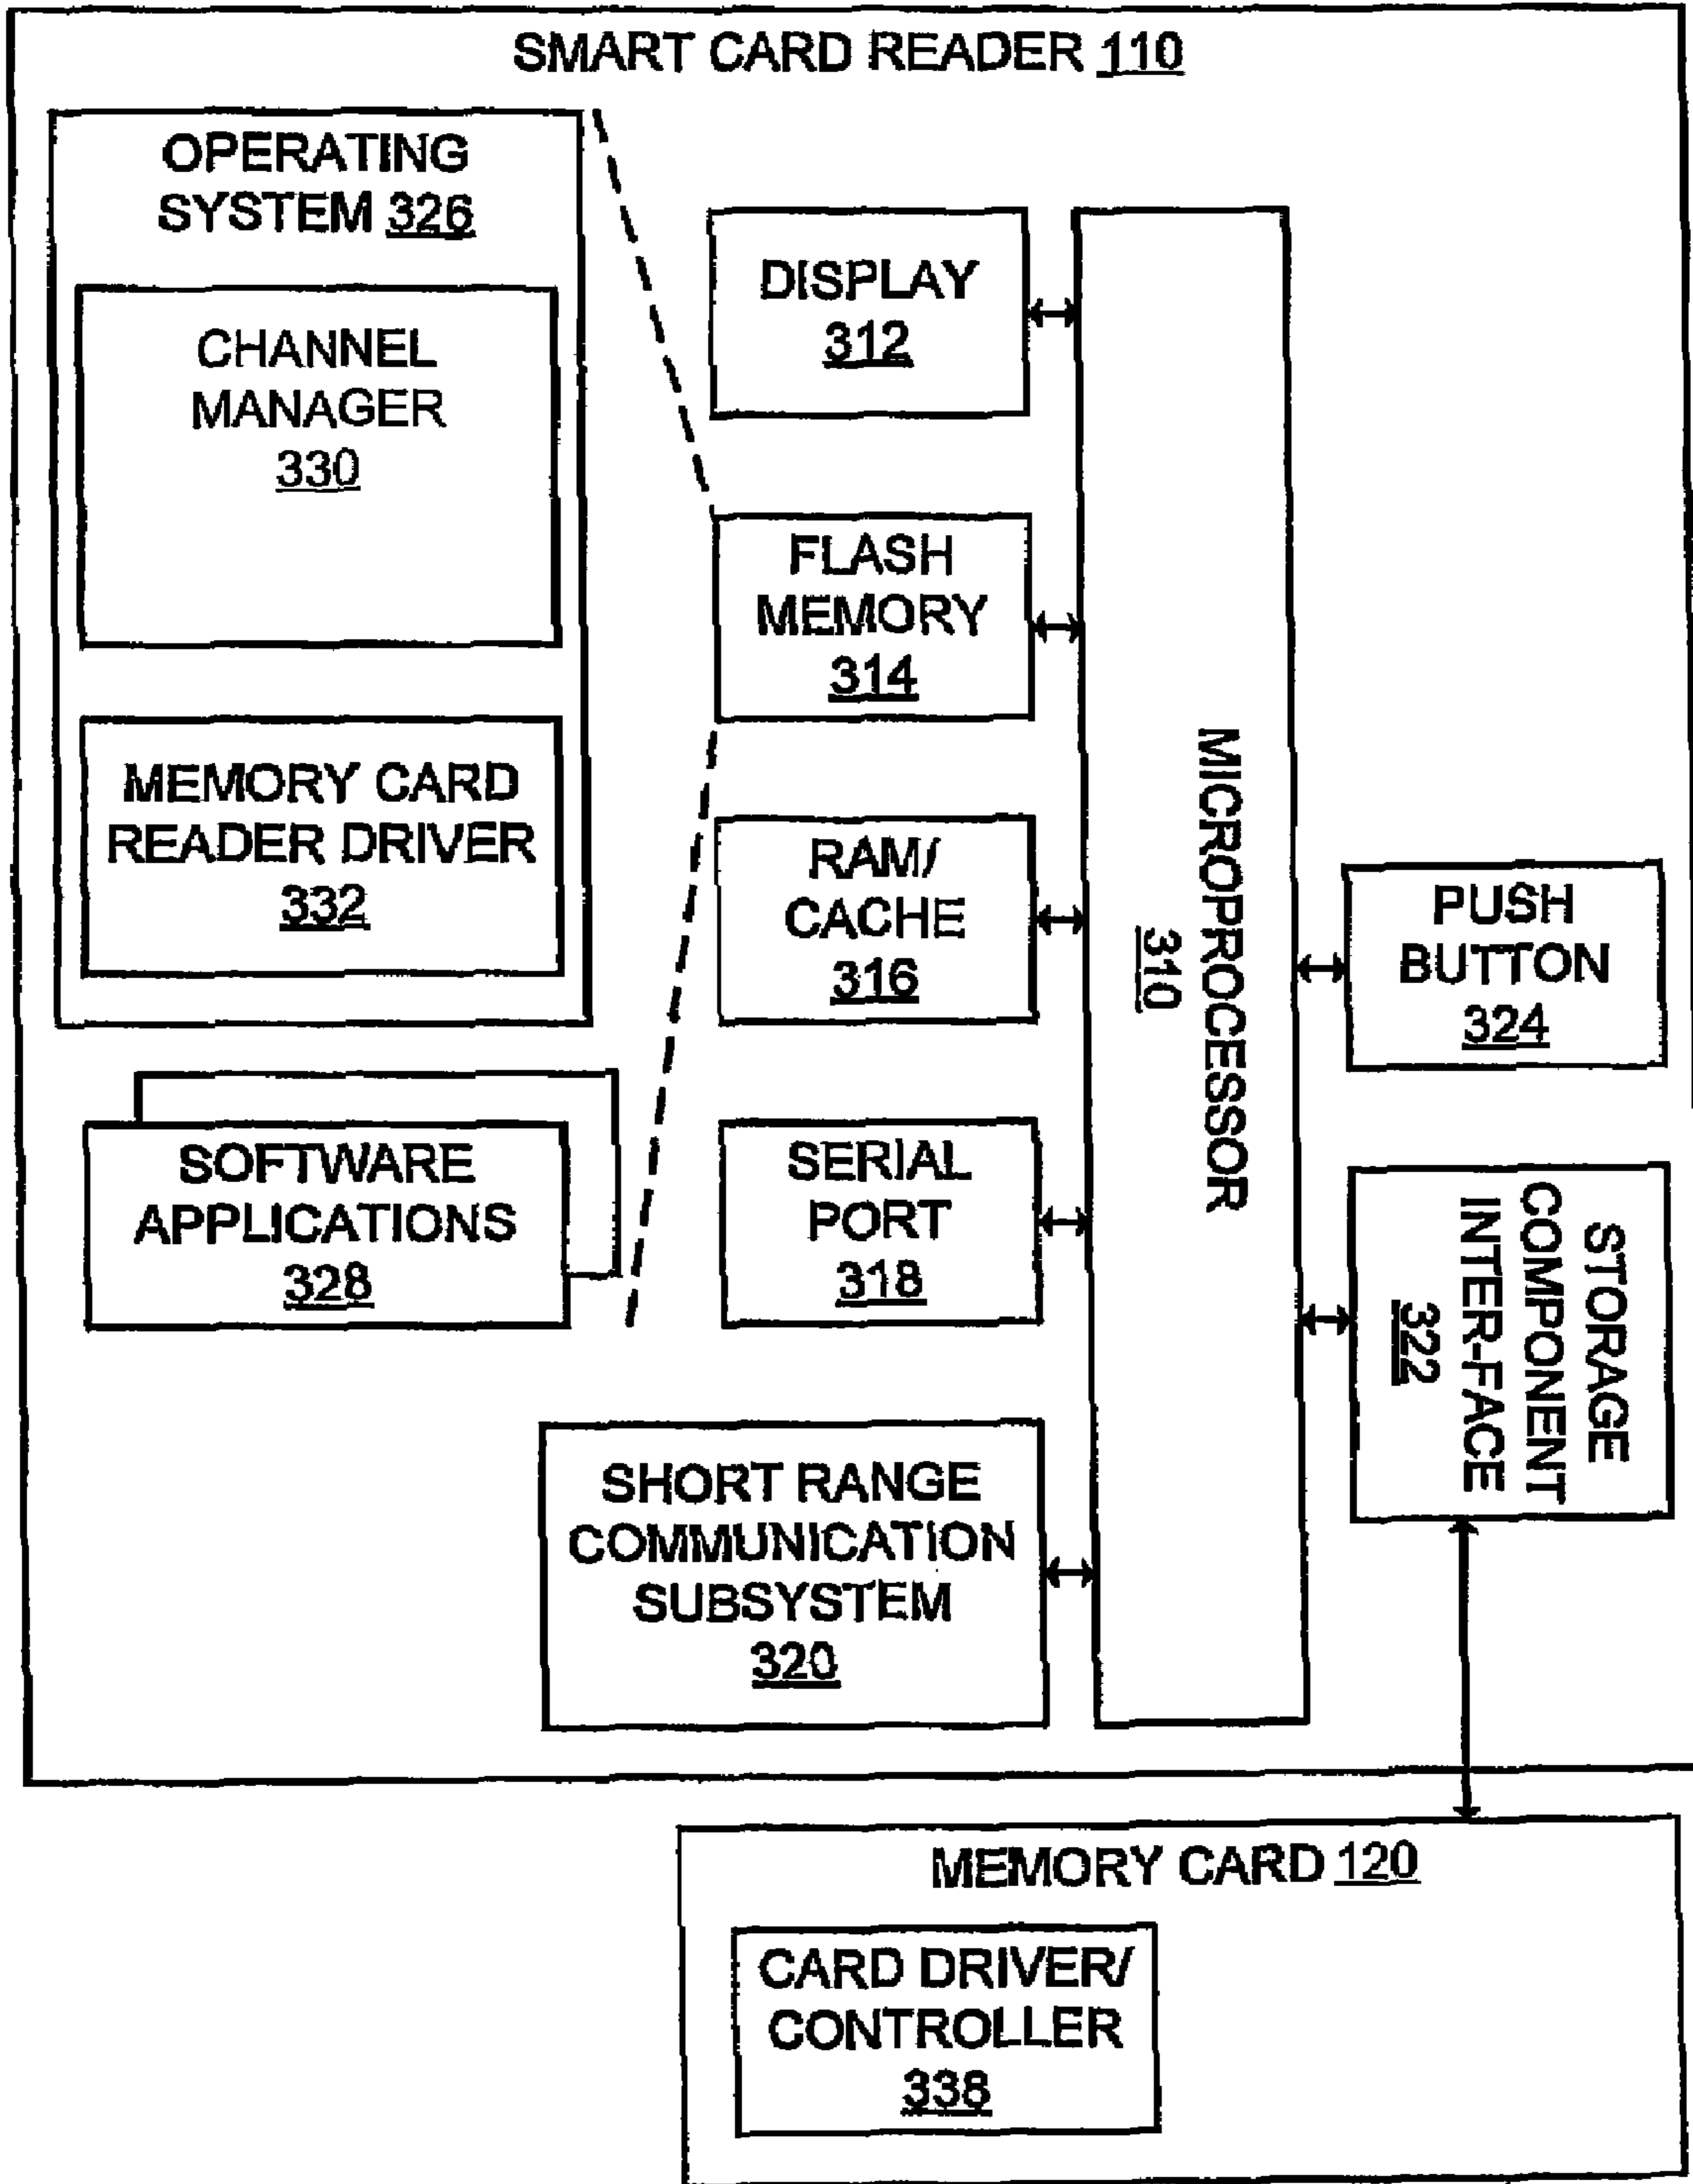 SMART CARD READER 110
OPERATING
SYSTEM 326
CHANNEL
MANAGER
330
MEMORY CARD
READER DRIVER
332
SOFTWARE
APPLICATIONS
328
DISPLAY
312
FLASH
MEMORY
314
RAM/
CACHE
316
SERIAL
PORT
318
SHORT RANGE
COMMUNICATION
SUBSYSTEM
320
MICROPROCESSOR
310
PUSH
BUTTON
324
STORAGE
COMPONENT
INTER-FACE
322
MEMORY CARD 120
CARD DRIVER/
CONTROLLER
338